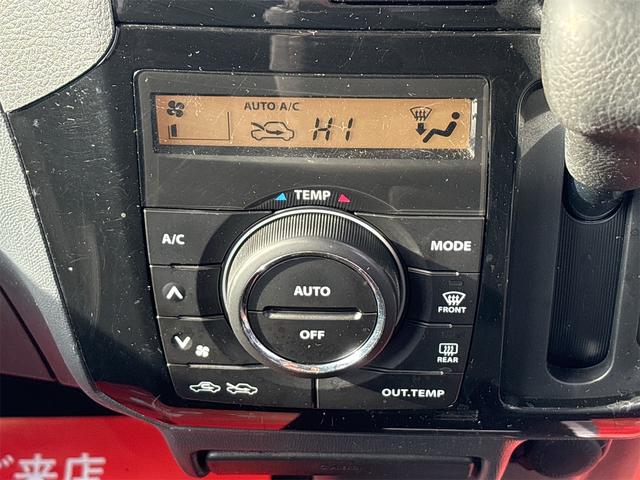 AUTO A/C
HI
TEMP
A/C
MODE
AUTO
OFF
FRONT
REAR
OUT.TEMP
ご来店